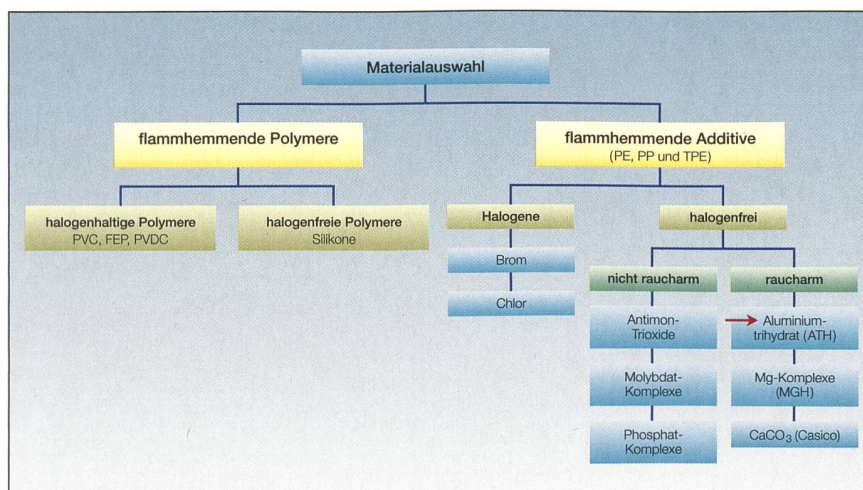 Materialauswahl
flammhemmende Polymere
flammhemmende Additive
(PE, PP und TPE)
halogenhaltige Polymere
PVC, FEP, PVDC
halogenfreie Polymere
Silikone
Halogene
Brom
Chlor
halogenfrei
nicht raucharm
Antimon-
Trioxide
Molybdat-
Komplexe
Phosphat-
Komplexe
raucharm
Aluminium-
trihydrat (ATH)
Mg-Komplexe
(MGH)
CaCO₃ (Casico)